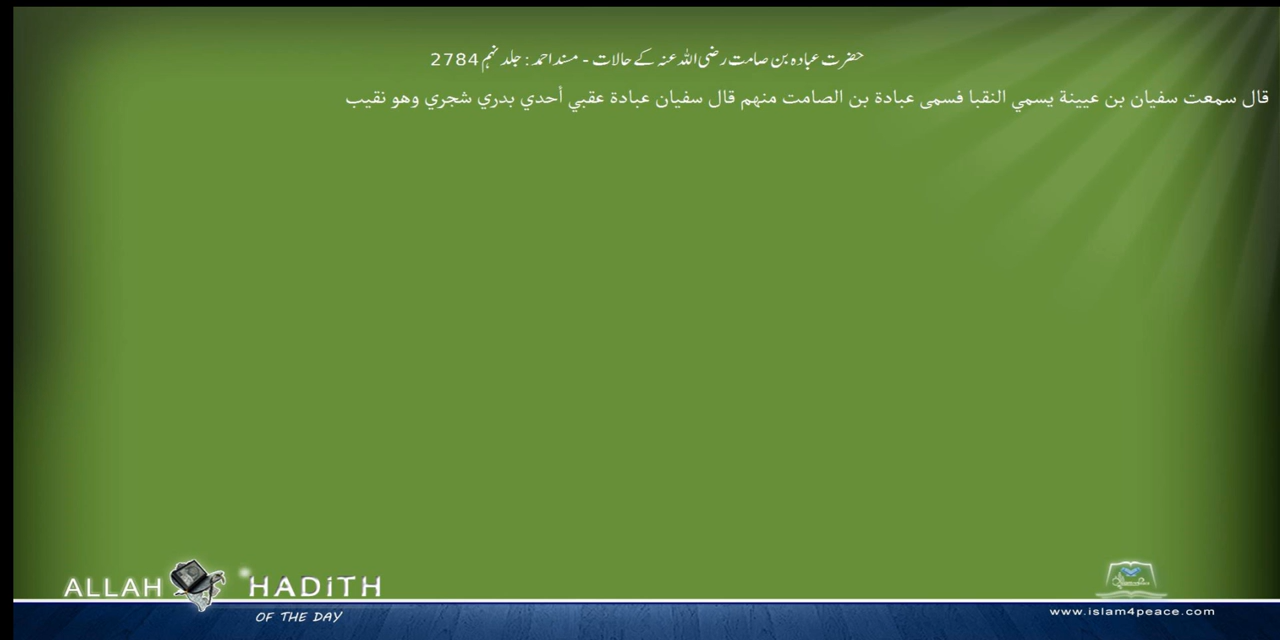 حضرت عبادہ بن صامت رضی اللہ عنہ کے حالات - مسند احمد : جلد نہم 2784
قال سمعت سفيان بن عيينة يسمي النقبا فسمى عبادة بن الصامت منهم قال سفيان عبادة عقبي أحدي بدري شجري وهو نقيب
ALLAH HADITH
OF THE DAY
www.islam4peace.com